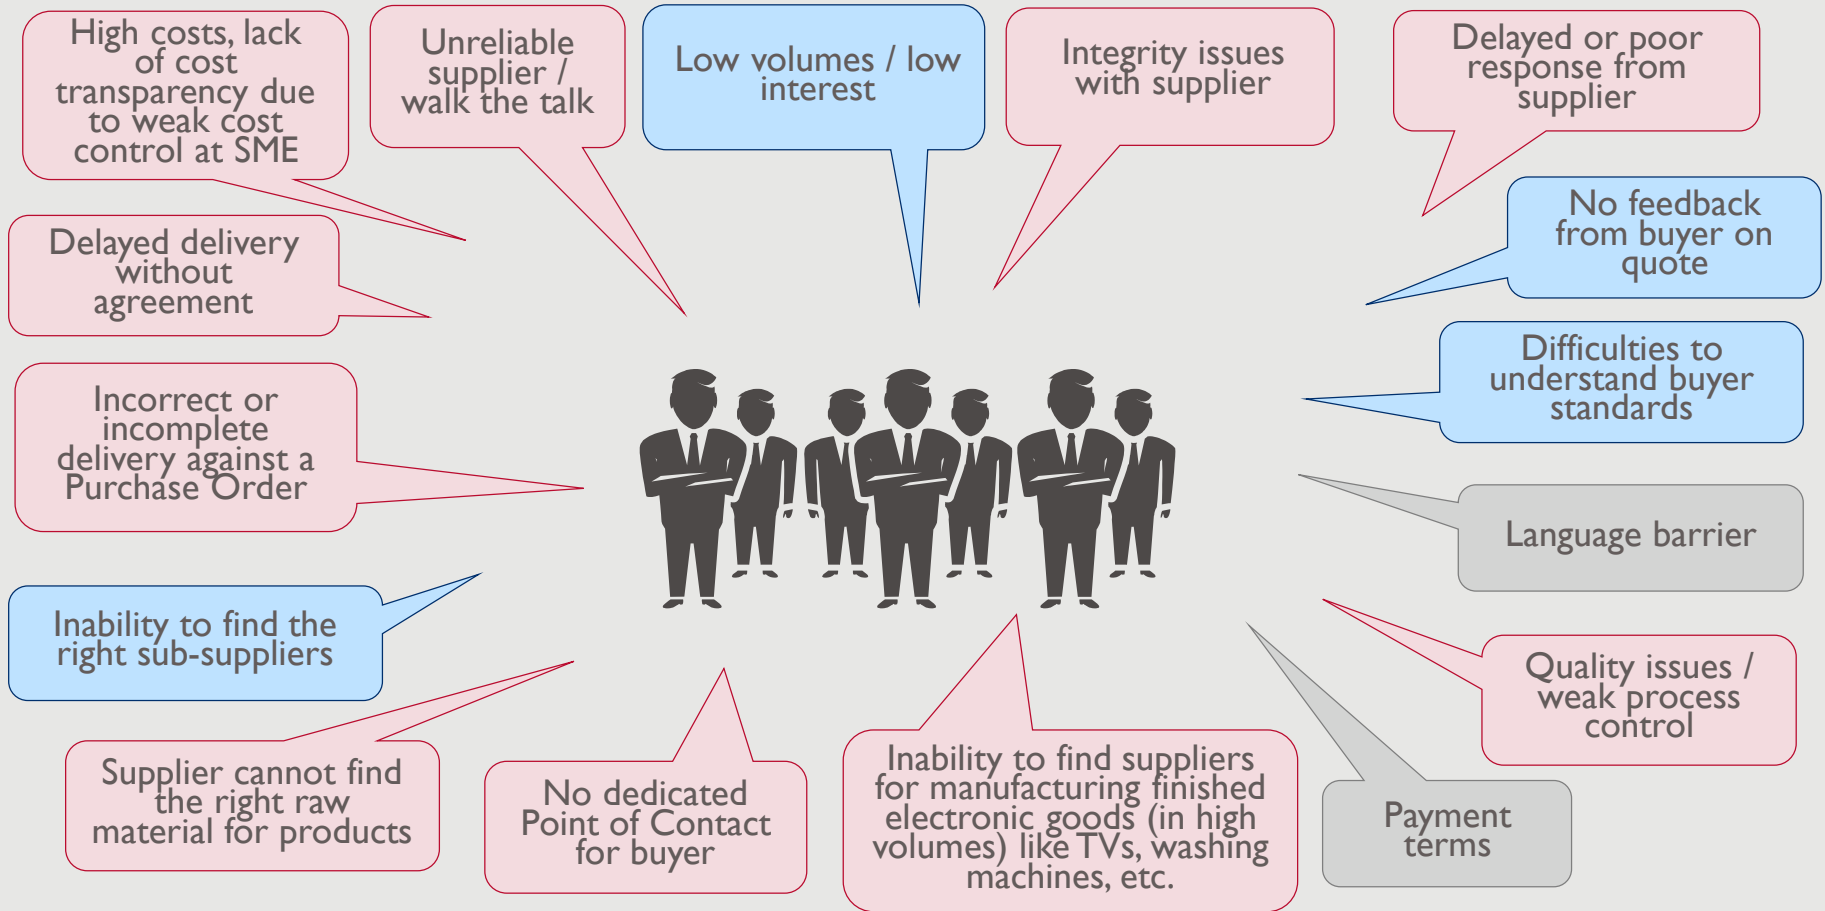 High costs, lack
of cost
transparency due
to weak cost
control at SME
Unreliable
supplier /
walk the talk
Low volumes / low
interest
Integrity issues
with supplier
Delayed or poor
response from
supplier
Delayed delivery
without
agreement
No feedback
from buyer on
quote
Incorrect or
incomplete
delivery against a
Purchase Order
Difficulties to
understand buyer
standards
Language barrier
Inability to find the
right sub-suppliers
Quality issues /
weak process
control
Supplier cannot find
the right raw
material for products
No dedicated
Point of Contact
for buyer
Inability to find suppliers
for manufacturing finished
electronic goods (in high
volumes) like TVs, washing
machines, etc.
Payment
terms